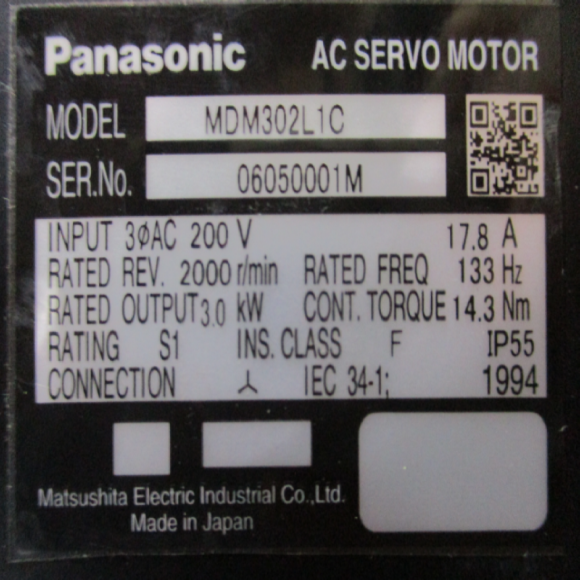 Panasonic AC SERVO MOTOR
MODEL MDM302L1C
SER.No. 06050001M
INPUT 3φAC 200 V 17.8 A
RATED REV. 2000 r/min RATED FREQ 133 Hz
RATED OUTPUT 3.0 kW CONT. TORQUE 14.3 Nm
RATING S1 INS. CLASS F IP55
CONNECTION 人 IEC 34-1; 1994
Matsushita Electric Industrial Co.,Ltd.
Made in Japan